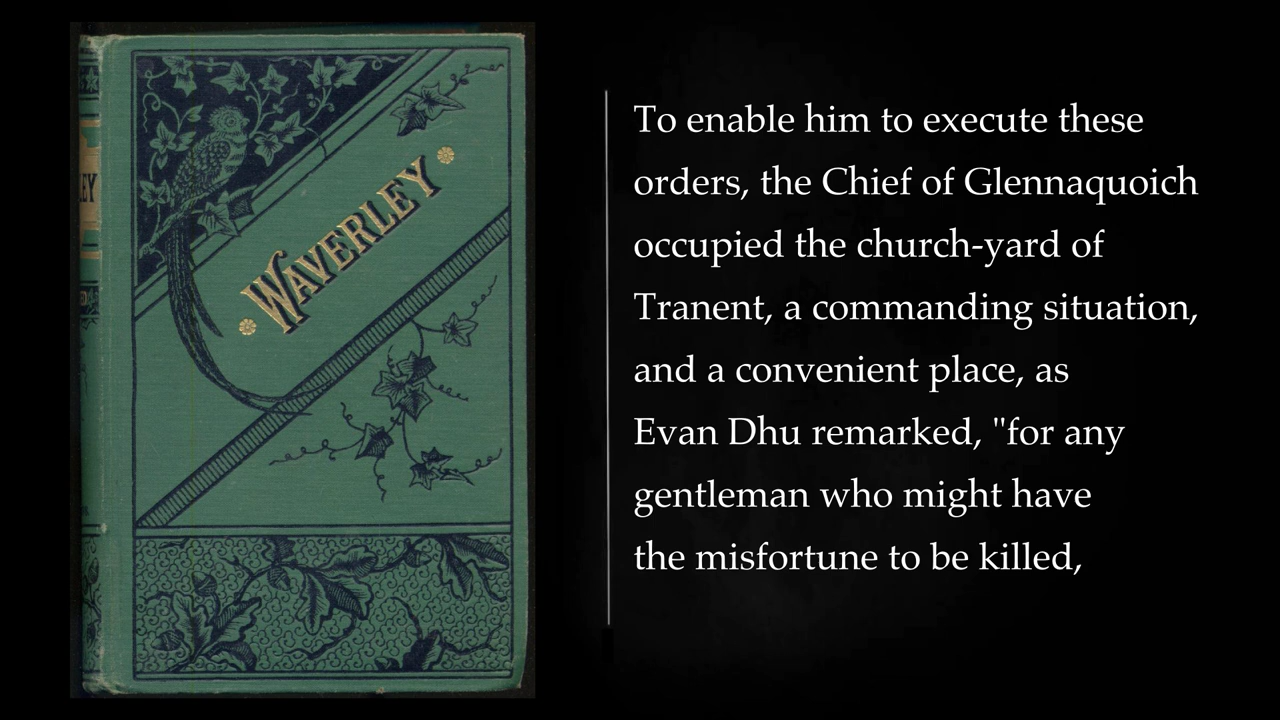 WAVERLEY
EY
To enable him to execute these
orders, the Chief of Glennaquoich
occupied the church-yard of
Tranent, a commanding situation,
and a convenient place, as
Evan Dhu remarked, "for any
gentleman who might have
the misfortune to be killed,